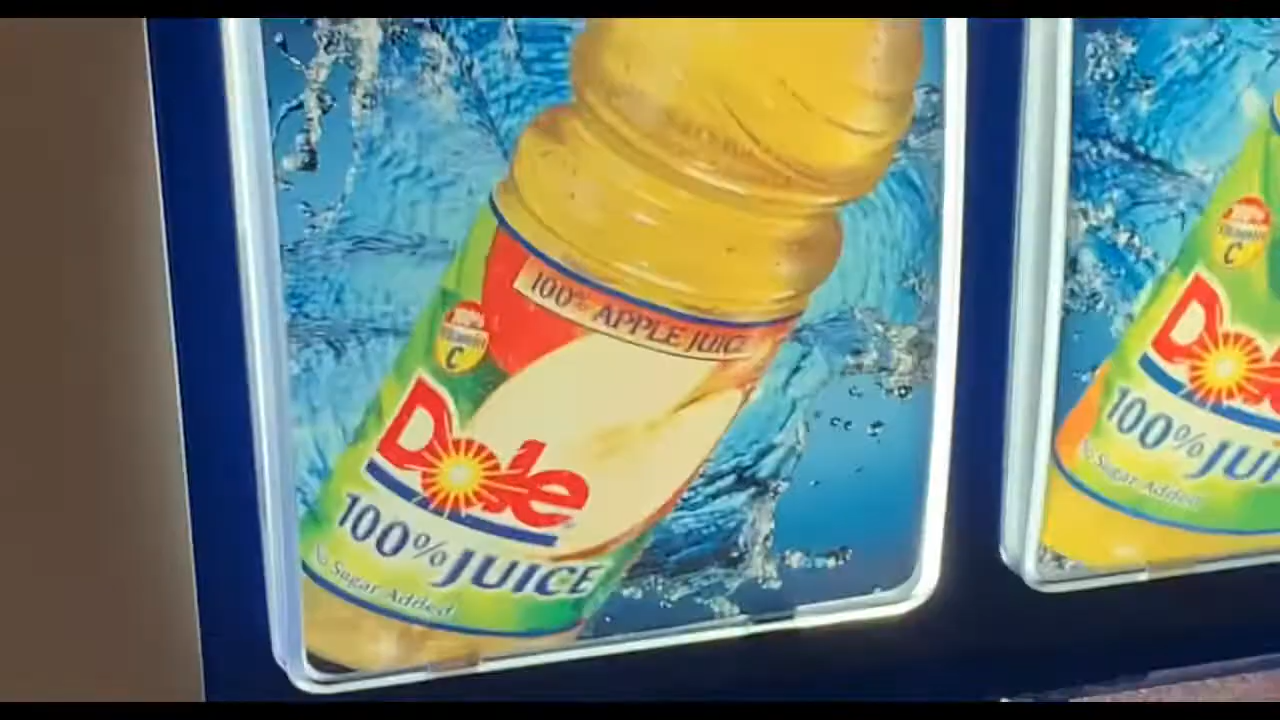 100% APPLE JUICE
C
Dole
100% JUICE
No Sugar Added
C
Dole
100% JUI
No Sugar Added